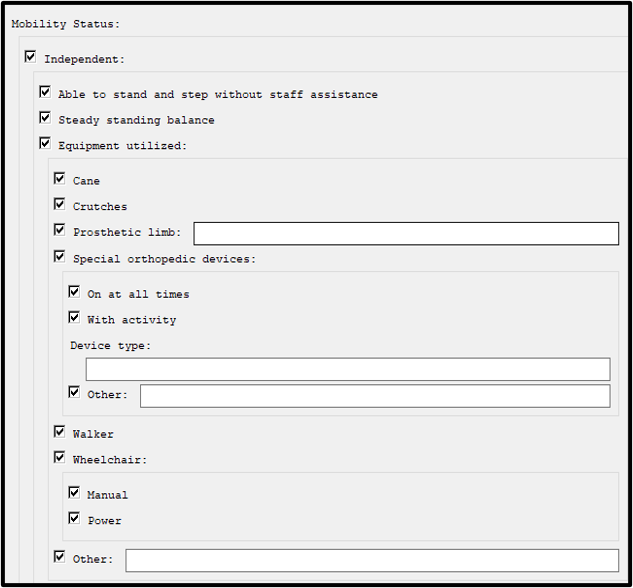 Mobility Status:
Independent:
Able to stand and step without staff assistance
Steady standing balance
Equipment utilized:
Cane
Crutches
Prosthetic limb:
Special orthopedic devices:
On at all times
With activity
Device type:
Other:
Walker
Wheelchair:
Manual
Power
Other: